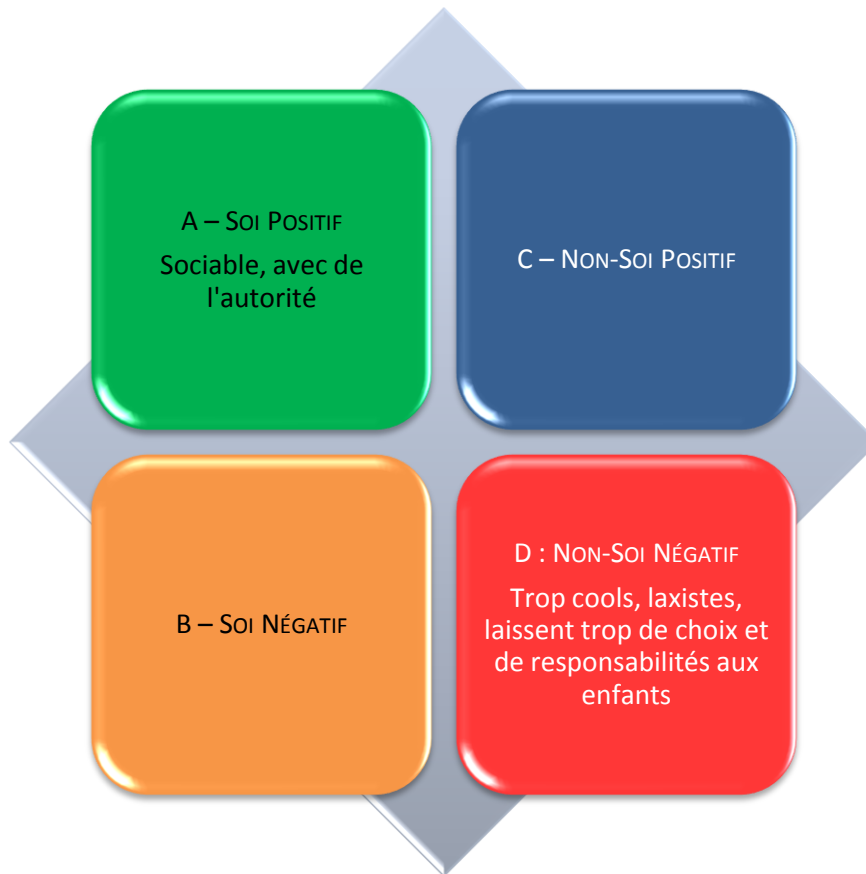 A – Soi Positif
Sociable, avec de
l'autorité
C – Non-Soi Positif
B – Soi Négatif
D : Non-Soi Négatif
Trop cools, laxistes,
laissent trop de choix et
de responsabilités aux
enfants